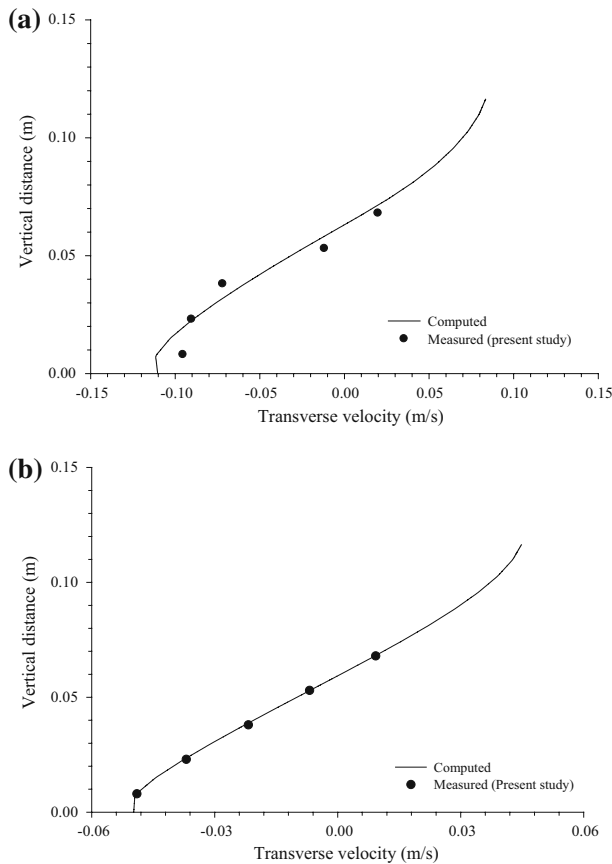 (a)
0.15
0.10
0.05
0.00
Vertical distance (m)
Computed
Measured (present study)
-0.15
-0.10
-0.05
0.00
0.05
0.10
0.15
Transverse velocity (m/s)
(b)
0.15
0.10
0.05
0.00
Vertical distance (m)
Computed
Measured (Present study)
-0.06
-0.03
0.00
0.03
0.06
Transverse velocity (m/s)